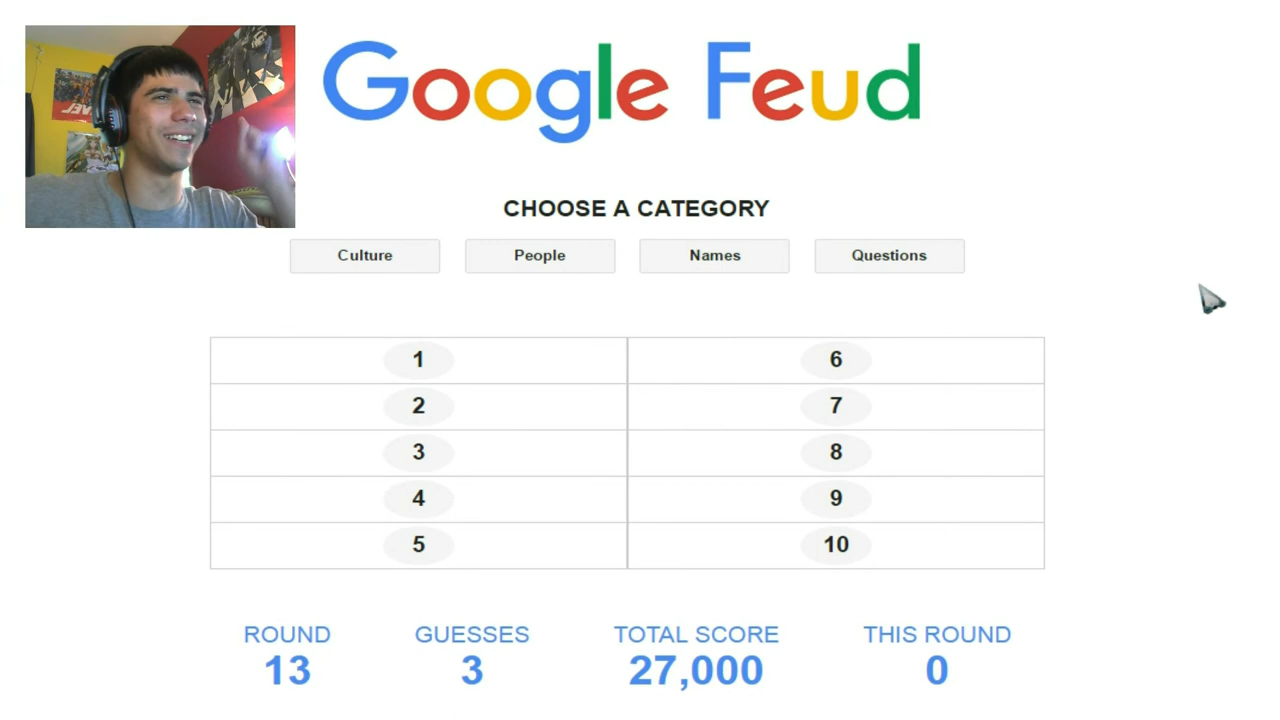 Google Feud
CHOOSE A CATEGORY
Culture People Names Questions
1 6
2 7
3 8
4 9
5 10
ROUND GUESSES TOTAL SCORE THIS ROUND
13 3 27,000 0